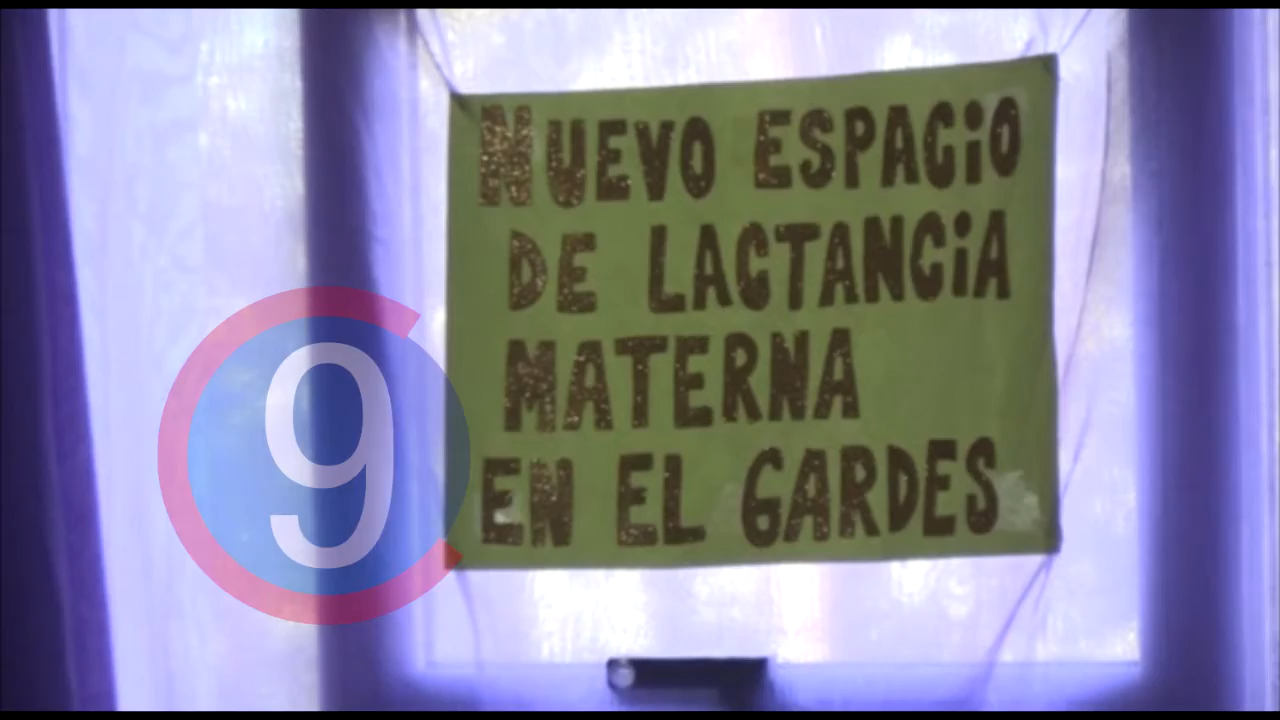 NUEVO ESPACIO
DE LACTANCIA
MATERNA
EN EL GARDES
9